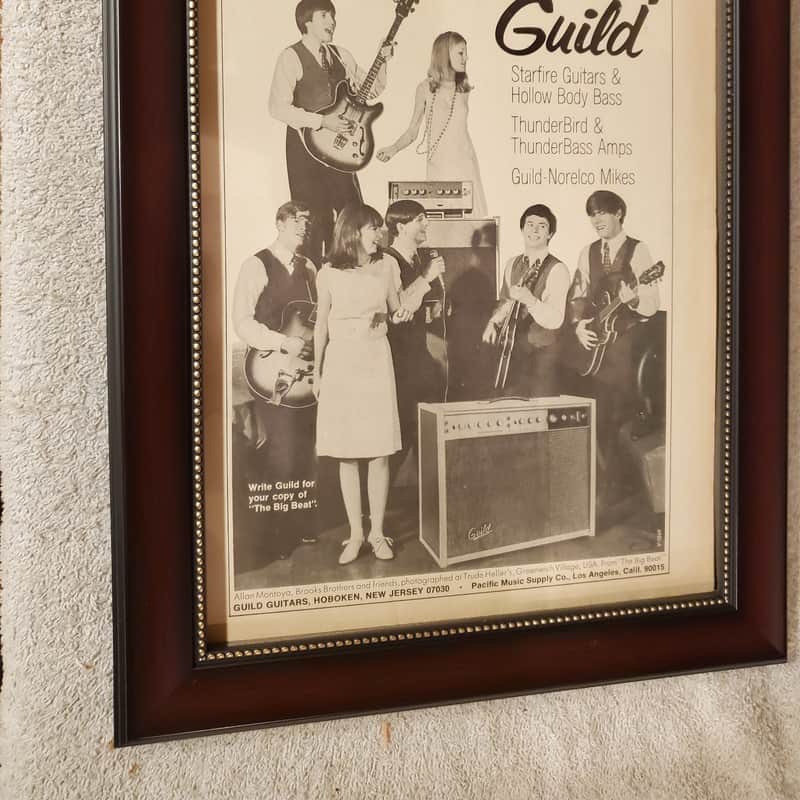 Guild
Starfire Guitars &
Hollow Body Bass
ThunderBird &
ThunderBass Amps
Guild-Norelco Mikes
Write Guild for
your copy of
"The Big Beat".
Guild
Allan Montoya, Brooks Brothers and friends, photographed at Trude Heller's, Greenwich Village, USA. From "The Big Beat.
GUILD GUITARS, HOBOKEN, NEW JERSEY 07030 • Pacific Music Supply Co., Los Angeles, Calif. 90015